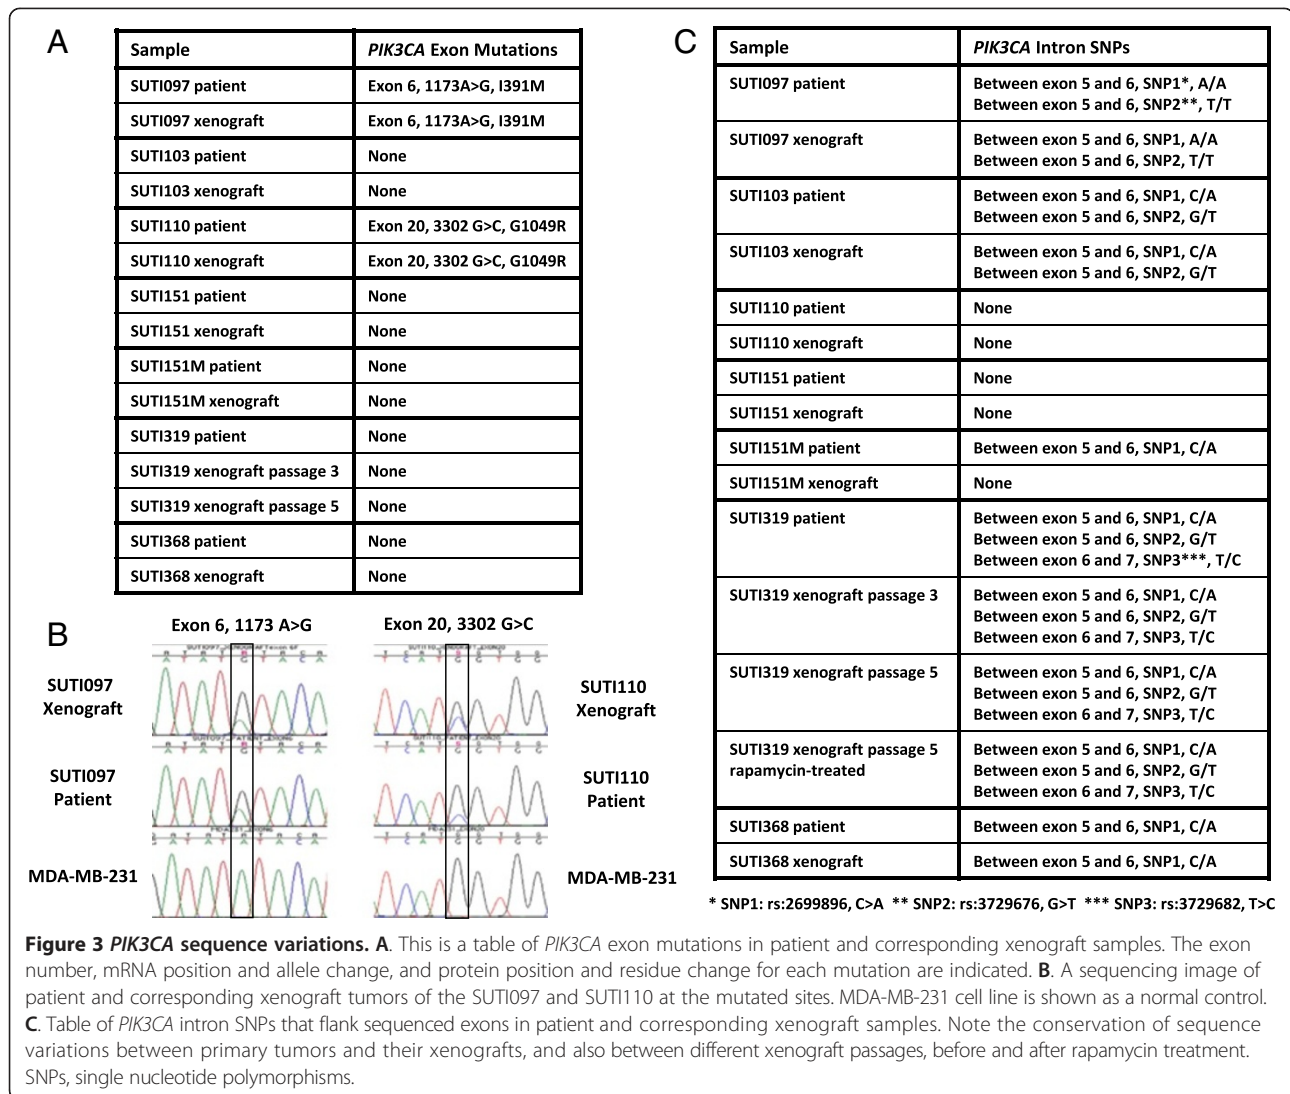 A
Sample PIK3CA Exon Mutations
SUTI097 patient Exon 6, 1173A>G, I391M
SUTI097 xenograft Exon 6, 1173A>G, I391M
SUTI103 patient None
SUTI103 xenograft None
SUTI110 patient Exon 20, 3302 G>C, G1049R
SUTI110 xenograft Exon 20, 3302 G>C, G1049R
SUTI151 patient None
SUTI151 xenograft None
SUTI151M patient None
SUTI151M xenograft None
SUTI319 patient None
SUTI319 xenograft passage 3 None
SUTI319 xenograft passage 5 None
SUTI368 patient None
SUTI368 xenograft None
B
Exon 6, 1173 A>G Exon 20, 3302 G>C
SUTI097
Xenograft
SUTI110
Xenograft
SUTI097
Patient
SUTI110
Patient
MDA-MB-231 MDA-MB-231
C
Sample PIK3CA Intron SNPs
SUTI097 patient Between exon 5 and 6, SNP1*, A/A
Between exon 5 and 6, SNP2**, T/T
SUTI097 xenograft Between exon 5 and 6, SNP1, A/A
Between exon 5 and 6, SNP2, T/T
SUTI103 patient Between exon 5 and 6, SNP1, C/A
Between exon 5 and 6, SNP2, G/T
SUTI103 xenograft Between exon 5 and 6, SNP1, C/A
Between exon 5 and 6, SNP2, G/T
SUTI110 patient None
SUTI110 xenograft None
SUTI151 patient None
SUTI151 xenograft None
SUTI151M patient Between exon 5 and 6, SNP1, C/A
SUTI151M xenograft None
SUTI319 patient Between exon 5 and 6, SNP1, C/A
Between exon 5 and 6, SNP2, G/T
Between exon 6 and 7, SNP3***, T/C
SUTI319 xenograft passage 3 Between exon 5 and 6, SNP1, C/A
Between exon 5 and 6, SNP2, G/T
Between exon 6 and 7, SNP3, T/C
SUTI319 xenograft passage 5 Between exon 5 and 6, SNP1, C/A
Between exon 5 and 6, SNP2, G/T
Between exon 6 and 7, SNP3, T/C
SUTI319 xenograft passage 5 Between exon 5 and 6, SNP1, C/A
rapamycin-treated Between exon 5 and 6, SNP2, G/T
Between exon 6 and 7, SNP3, T/C
SUTI368 patient Between exon 5 and 6, SNP1, C/A
SUTI368 xenograft Between exon 5 and 6, SNP1, C/A
* SNP1: rs:2699896, C>A ** SNP2: rs:3729676, G>T *** SNP3: rs:3729682, T>C
Figure 3 PIK3CA sequence variations. A. This is a table of PIK3CA exon mutations in patient and corresponding xenograft samples. The exon
number, mRNA position and allele change, and protein position and residue change for each mutation are indicated. B. A sequencing image of
patient and corresponding xenograft tumors of the SUTI097 and SUTI110 at the mutated sites. MDA-MB-231 cell line is shown as a normal control.
C. Table of PIK3CA intron SNPs that flank sequenced exons in patient and corresponding xenograft samples. Note the conservation of sequence
variations between primary tumors and their xenografts, and also between different xenograft passages, before and after rapamycin treatment.
SNPs, single nucleotide polymorphisms.